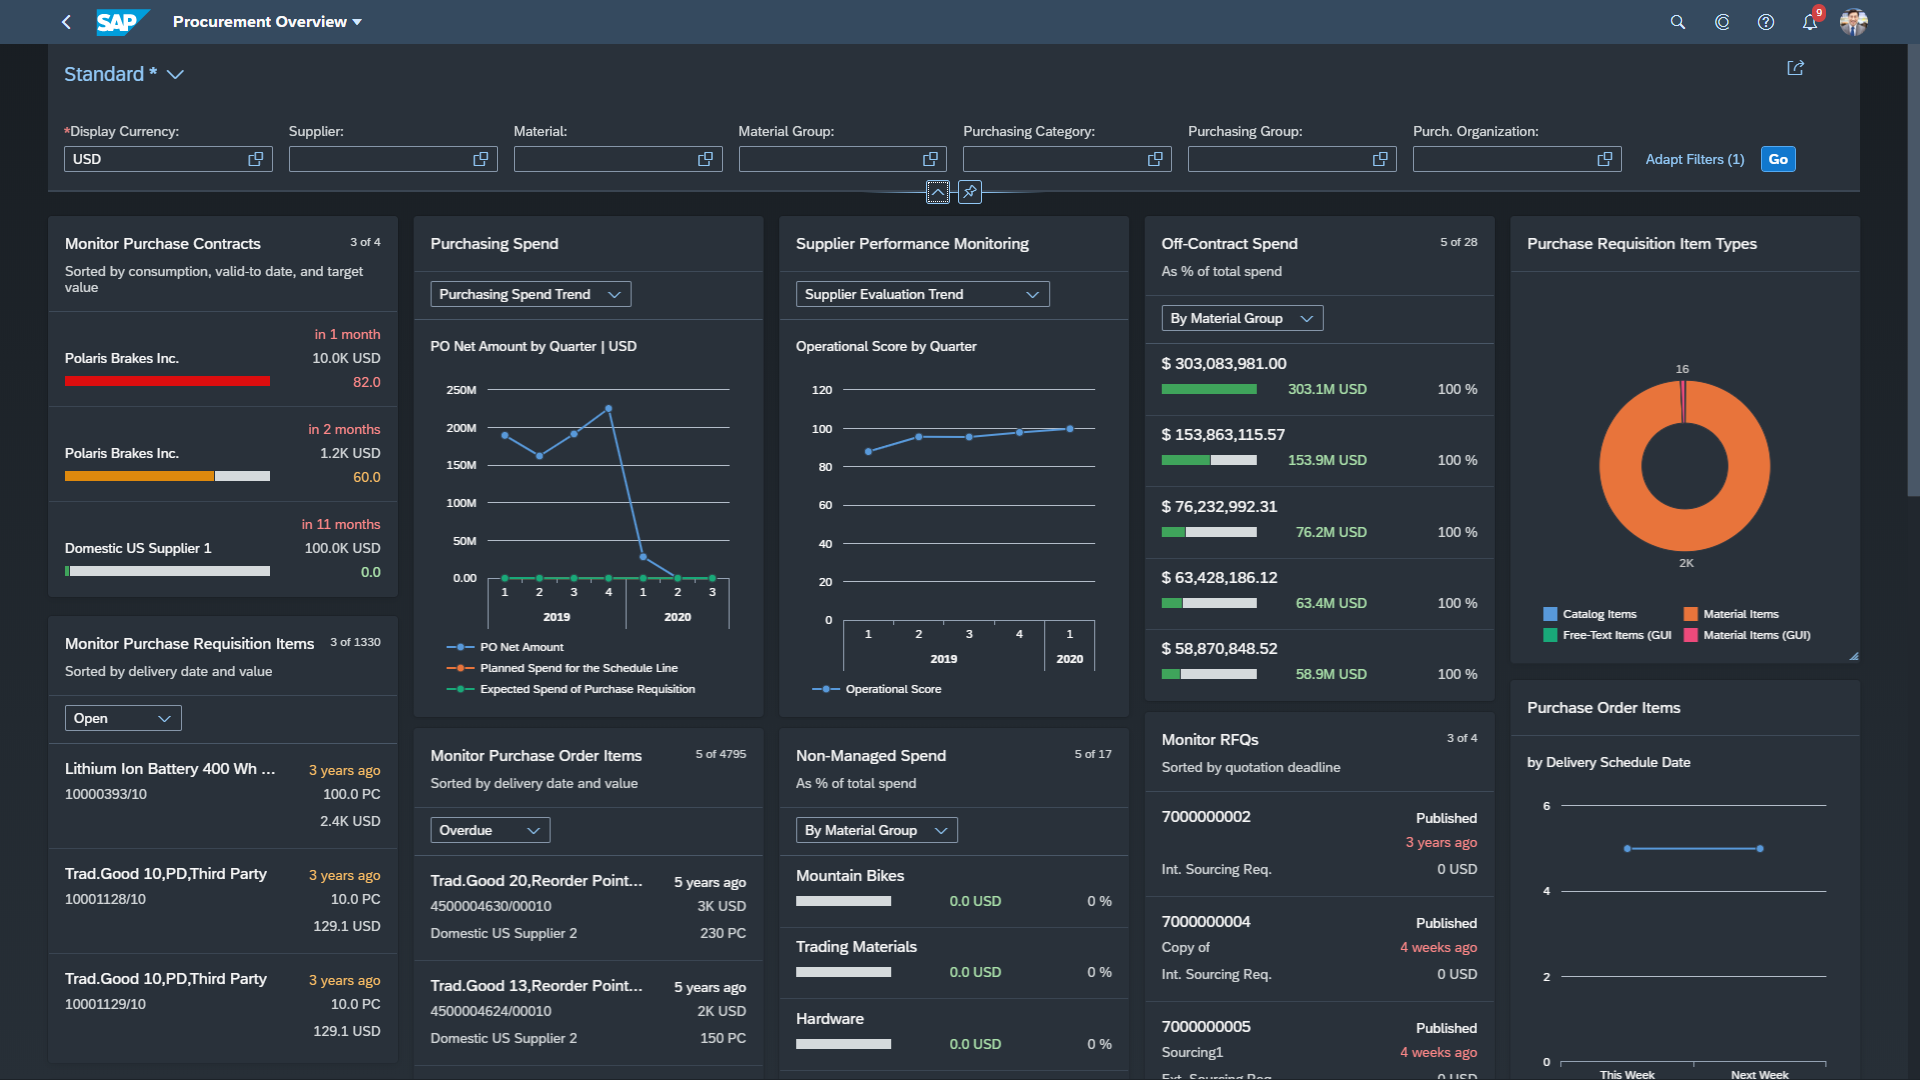 SAP
Procurement Overview
9
Standard *
*Display Currency:
USD
Supplier:
Material:
Material Group:
Purchasing Category:
Purchasing Group:
Purch. Organization:
Adapt Filters (1)
Go
Monitor Purchase Contracts
3 of 4
Sorted by consumption, valid-to date, and target
value
in 1 month
Polaris Brakes Inc.
10.0K USD
82.0
in 2 months
Polaris Brakes Inc.
1.2K USD
60.0
in 11 months
Domestic US Supplier 1
100.0K USD
0.0
Monitor Purchase Requisition Items
3 of 1330
Sorted by delivery date and value
Open
Lithium Ion Battery 400 Wh ...
3 years ago
10000393/10
100.0 PC
2.4K USD
Trad.Good 10,PD,Third Party
3 years ago
10001128/10
10.0 PC
129.1 USD
Trad.Good 10,PD,Third Party
3 years ago
10001129/10
10.0 PC
129.1 USD
Purchasing Spend
Purchasing Spend Trend
PO Net Amount by Quarter | USD
250M
200M
150M
100M
50M
0.00
1 2 3 4 1 2 3
2019 2020
PO Net Amount
Planned Spend for the Schedule Line
Expected Spend of Purchase Requisition
Monitor Purchase Order Items
5 of 4795
Sorted by delivery date and value
Overdue
Trad.Good 20,Reorder Point...
5 years ago
4500004630/00010
3K USD
Domestic US Supplier 2
230 PC
Trad.Good 13,Reorder Point...
5 years ago
4500004624/00010
2K USD
Domestic US Supplier 2
150 PC
Supplier Performance Monitoring
Supplier Evaluation Trend
Operational Score by Quarter
120
100
80
60
40
20
0
1 2 3 4 1
2019 2020
Operational Score
Non-Managed Spend
5 of 17
As % of total spend
By Material Group
Mountain Bikes
0.0 USD
0 %
Trading Materials
0.0 USD
0 %
Hardware
0.0 USD
0 %
Off-Contract Spend
5 of 28
As % of total spend
By Material Group
$ 303,083,981.00
303.1M USD
100 %
$ 153,863,115.57
153.9M USD
100 %
$ 76,232,992.31
76.2M USD
100 %
$ 63,428,186.12
63.4M USD
100 %
$ 58,870,848.52
58.9M USD
100 %
Monitor RFQs
3 of 4
Sorted by quotation deadline
7000000002
Published
3 years ago
Int. Sourcing Req.
0 USD
7000000004
Published
Copy of
4 weeks ago
Int. Sourcing Req.
0 USD
7000000005
Published
Sourcing1
4 weeks ago
Ext. Sourcing Req.
0 USD
Purchase Requisition Item Types
16
2K
Catalog Items
Material Items
Free-Text Items (GUI
Material Items (GUI)
Purchase Order Items
by Delivery Schedule Date
6
4
2
0
This Week
Next Week